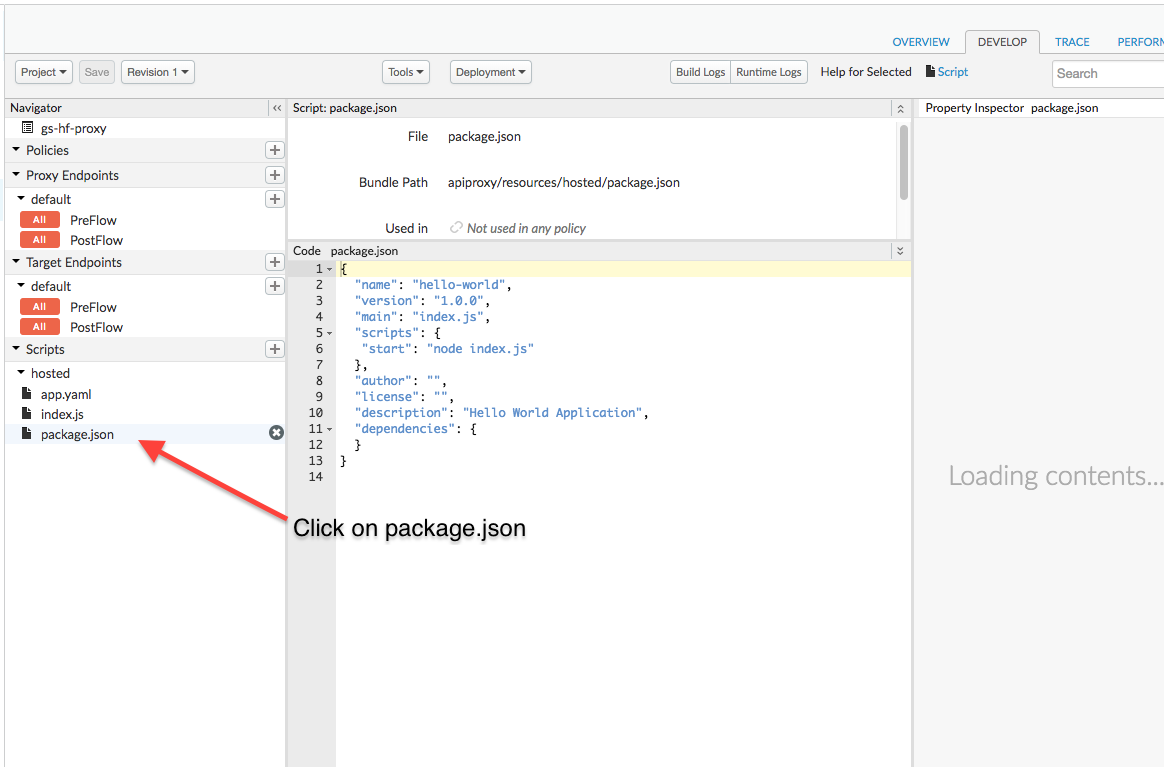 OVERVIEW DEVELOP TRACE PERFORM
Project Save Revision 1 Tools Deployment Build Logs Runtime Logs Help for Selected Script Search
Navigator
gs-hf-proxy
Policies
Proxy Endpoints
default
All PreFlow
All PostFlow
Target Endpoints
default
All PreFlow
All PostFlow
Scripts
hosted
app.yaml
index.js
package.json
Script: package.json
File package.json
Bundle Path apiproxy/resources/hosted/package.json
Used in Not used in any policy
Code package.json
1 {
2 "name": "hello-world",
3 "version": "1.0.0",
4 "main": "index.js",
5 "scripts": {
6 "start": "node index.js"
7 },
8 "author": "",
9 "license": "",
10 "description": "Hello World Application",
11 "dependencies": {
12 }
13 }
14
Click on package.json
Property Inspector package.json
Loading contents...